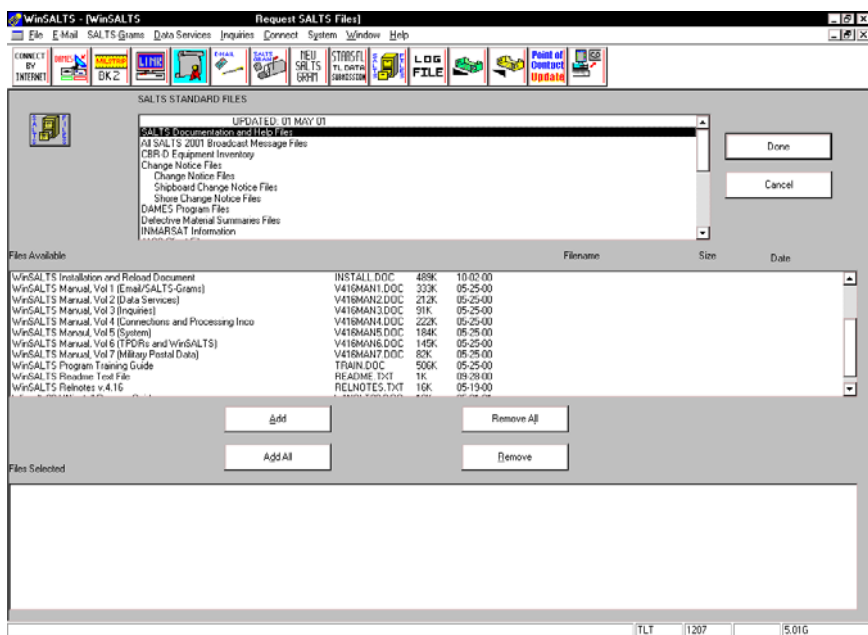 WinSALTS - [WinSALTS Request SALTS Files]
File E-Mail SALTS-Grams Data Services Inquiries Connect System Window Help
CONNECT BY INTERNET
DAMES
MILSTRIP BK2
LINK
E-MAIL
SALTS GRAM
NEW SALTS GRAM
STARS/FL TL DATA SUBMISSION
SALTS FILES
LOG FILE
Point of Contact Update
SALTS STANDARD FILES
SALTS FILES
UPDATED: 01 MAY 01
SALTS Documentation and Help Files
All SALTS 2001 Broadcast Message Files
CBR-D Equipment Inventory
Change Notice Files
Change Notice Files
Shipboard Change Notice Files
Shore Change Notice Files
DAMES Program Files
Defective Material Summaries Files
INMARSAT Information
Done
Cancel
Files Available Filename Size Date
WinSALTS Installation and Reload Document INSTALL.DOC 489K 10-02-00
WinSALTS Manual, Vol 1 (Email/SALTS-Grams) V416MAN1.DOC 333K 05-25-00
WinSALTS Manual, Vol 2 (Data Services) V416MAN2.DOC 212K 05-25-00
WinSALTS Manual, Vol 3 (Inquiries) V416MAN3.DOC 91K 05-25-00
WinSALTS Manual, Vol 4 (Connections and Processing Inco V416MAN4.DOC 222K 05-25-00
WinSALTS Manaul, Vol 5 (System) V416MAN5.DOC 184K 05-25-00
WinSALTS Manual, Vol 6 (TPDRs and WinSALTS) V416MAN6.DOC 145K 05-25-00
WinSALTS Manual, Vol 7 (Military Postal Data) V416MAN7.DOC 82K 05-25-00
WinSALTS Program Training Guide TRAIN.DOC 506K 05-25-00
WinSALTS Readme Text File README.TXT 1K 09-28-00
WinSALTS Relnotes v.4.16 RELNOTES.TXT 16K 05-19-00
Add
Remove All
Add All
Remove
Files Selected
TLT 1207 5.01G